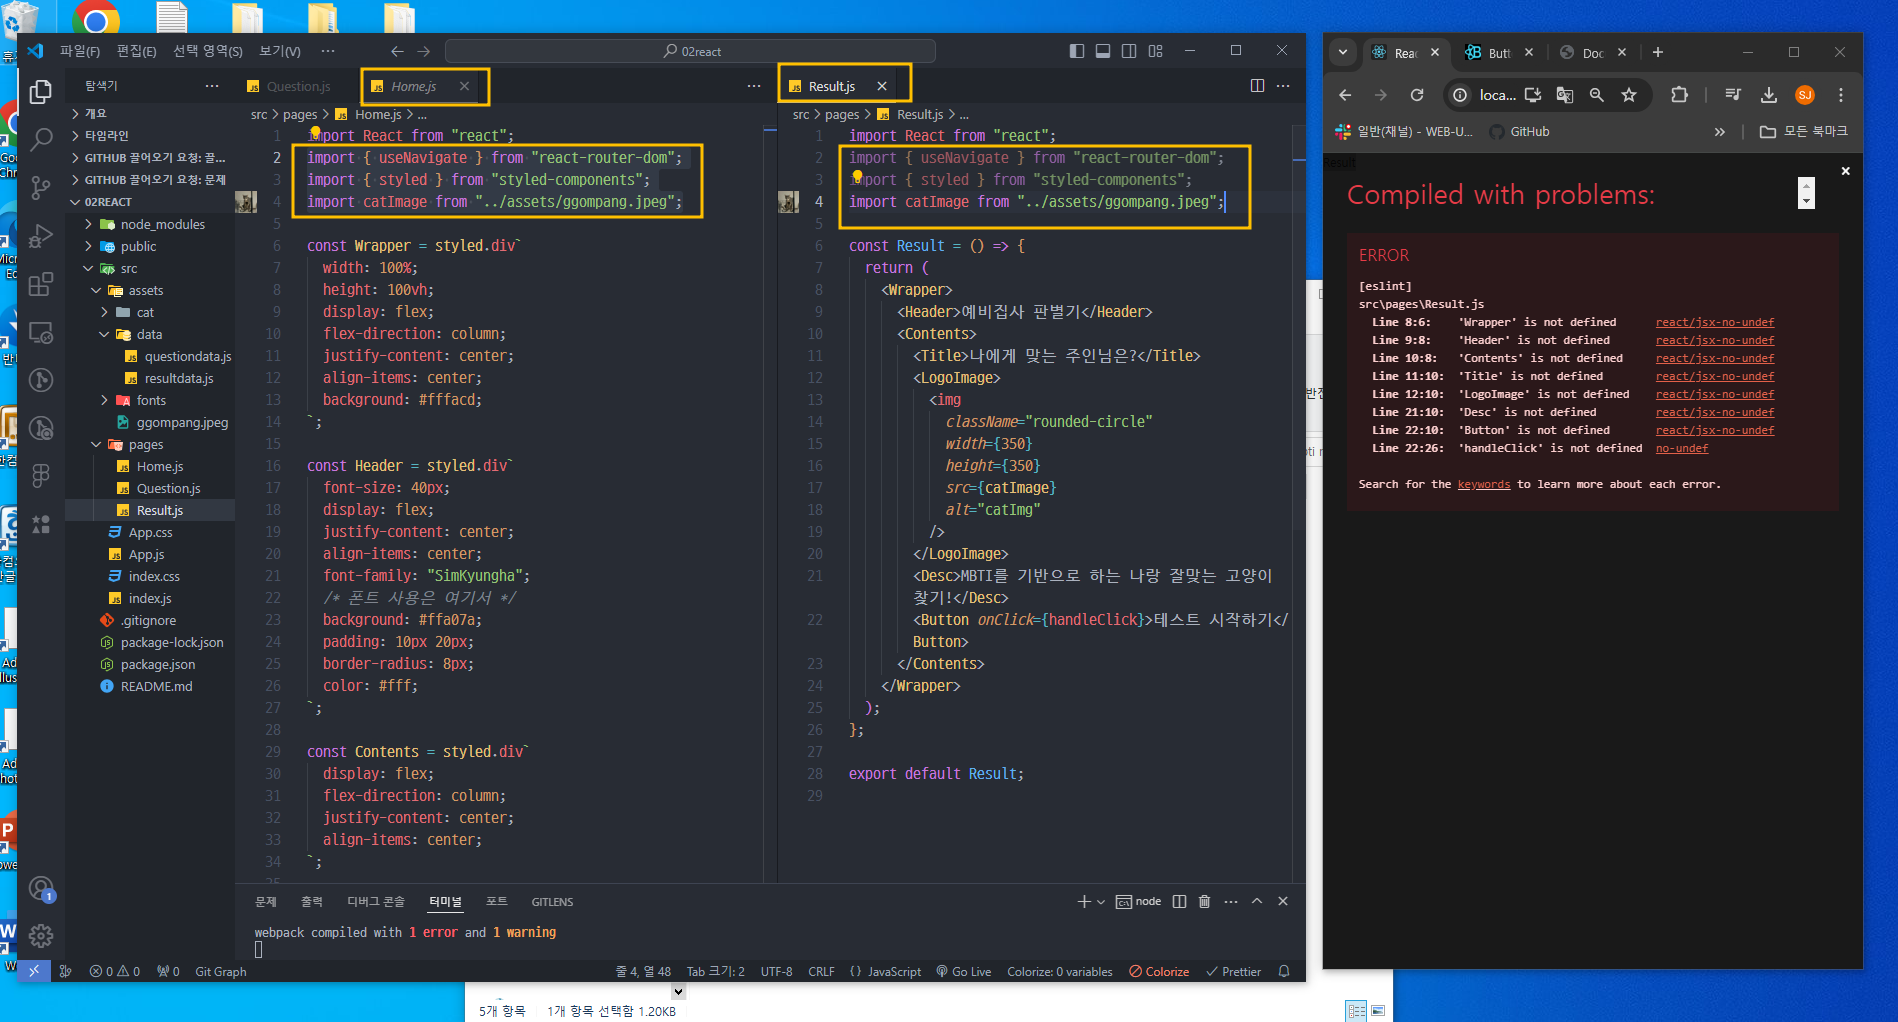 파일(F) 편집(E) 선택 영역(S) 보기(V) ··· 02react
탐색기 ···
개요
타임라인
GITHUB 끌어오기 요청: 끌...
GITHUB 끌어오기 요청: 문제
02REACT
node_modules
public
src
assets
cat
data
questiondata.js
resultdata.js
fonts
ggompang.jpeg
pages
Home.js
Question.js
Result.js
App.css
App.js
index.css
index.js
.gitignore
package-lock.json
package.json
README.md
Question.js Home.js
src > pages > Home.js > ...
1 import React from "react";
2 import { useNavigate } from "react-router-dom";
3 import { styled } from "styled-components";
4 import catImage from "../assets/ggompang.jpeg";
5
6 const Wrapper = styled.div`
7 width: 100%;
8 height: 100vh;
9 display: flex;
10 flex-direction: column;
11 justify-content: center;
12 align-items: center;
13 background: #fffacd;
14 `;
15
16 const Header = styled.div`
17 font-size: 40px;
18 display: flex;
19 justify-content: center;
20 align-items: center;
21 font-family: "SimKyungha";
22 /* 폰트 사용은 여기서 */
23 background: #ffa07a;
24 padding: 10px 20px;
25 border-radius: 8px;
26 color: #fff;
27 `;
28
29 const Contents = styled.div`
30 display: flex;
31 flex-direction: column;
32 justify-content: center;
33 align-items: center;
34 `;
Result.js
src > pages > Result.js > ...
1 import React from "react";
2 import { useNavigate } from "react-router-dom";
3 import { styled } from "styled-components";
4 import catImage from "../assets/ggompang.jpeg";
5
6 const Result = () => {
7 return (
8 <Wrapper>
9 <Header>예비집사 판별기</Header>
10 <Contents>
11 <Title>나에게 맞는 주인님은?</Title>
12 <LogoImage>
13 <img
14 className="rounded-circle"
15 width={350}
16 height={350}
17 src={catImage}
18 alt="catImg"
19 />
20 </LogoImage>
21 <Desc>MBTI를 기반으로 하는 나랑 잘맞는 고양이
찾기!</Desc>
22 <Button onClick={handleClick}>테스트 시작하기</
Button>
23 </Contents>
24 </Wrapper>
25 );
26 };
27
28 export default Result;
29
문제 출력 디버그 콘솔 터미널 포트 GITLENS node
webpack compiled with 1 error and 1 warning
0 0 0 Git Graph 줄 4, 열 48 Tab 크기: 2 UTF-8 CRLF {} JavaScript Go Live Colorize: 0 variables Colorize Prettier
5개 항목 1개 항목 선택함 1.20KB
Reac Butt Doc
loca... SJ
일반(채널) - WEB-U... GitHub » 모든 북마크
Result
Compiled with problems:
ERROR
[eslint]
src\pages\Result.js
Line 8:6: 'Wrapper' is not defined react/jsx-no-undef
Line 9:8: 'Header' is not defined react/jsx-no-undef
Line 10:8: 'Contents' is not defined react/jsx-no-undef
Line 11:10: 'Title' is not defined react/jsx-no-undef
Line 12:10: 'LogoImage' is not defined react/jsx-no-undef
Line 21:10: 'Desc' is not defined react/jsx-no-undef
Line 22:10: 'Button' is not defined react/jsx-no-undef
Line 22:26: 'handleClick' is not defined no-undef
Search for the keywords to learn more about each error.